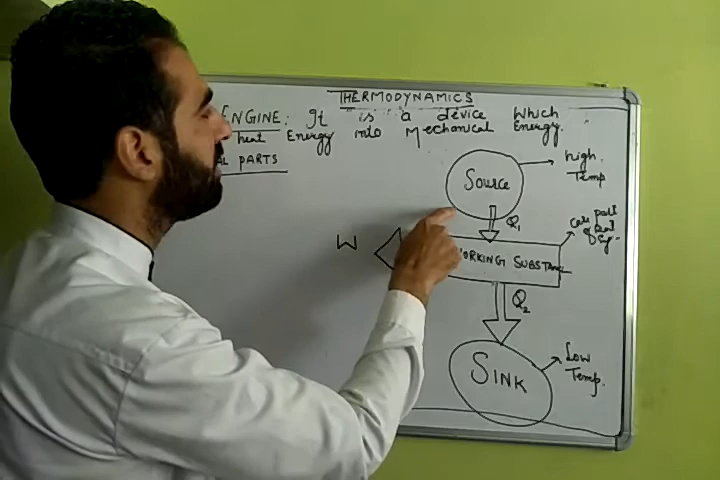 THERMODYNAMICS
ENGINE: It is a device which
heat Energy into Mechanical Energy.
AL PARTS
Source
high
Temp
Q1
W
WORKING SUBSTANCE
Q2
SINK
Low
Temp.